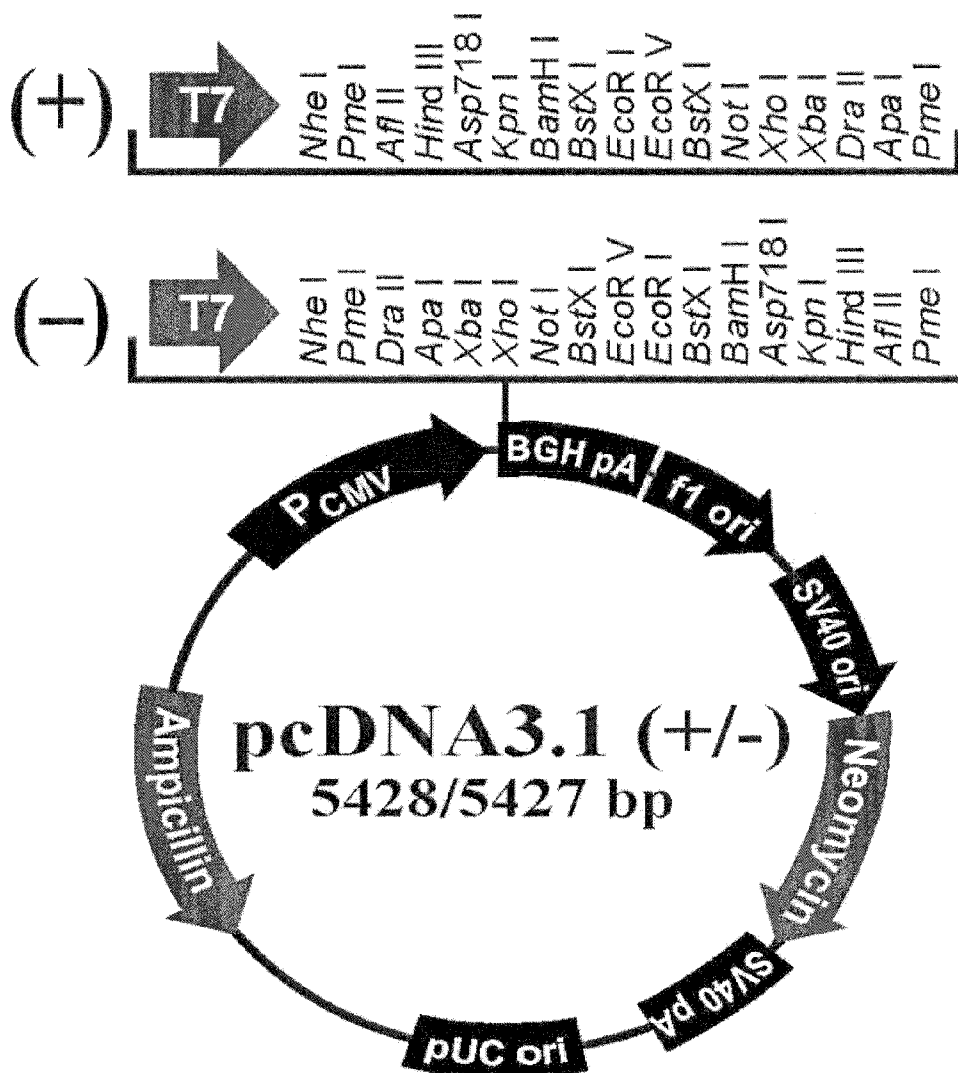 (+) T7 Nhe I Pme I Afl II Hind III Asp718 I Kpn I BamH I BstX I EcoR I EcoR V BstX I Not I Xho I Xba I Dra II Apa I Pme I
(−) T7 Nhe I Pme I Dra II Apa I Xba I Xho I Not I BstX I EcoR V EcoR I BstX I BamH I Asp718 I Kpn I Hind III Afl II Pme I
PCMV
BGH pA
f1 ori
SV40 ori
Neomycin
SV40 pA
pUC ori
Ampicillin
pcDNA3.1 (+/-)
5428/5427 bp